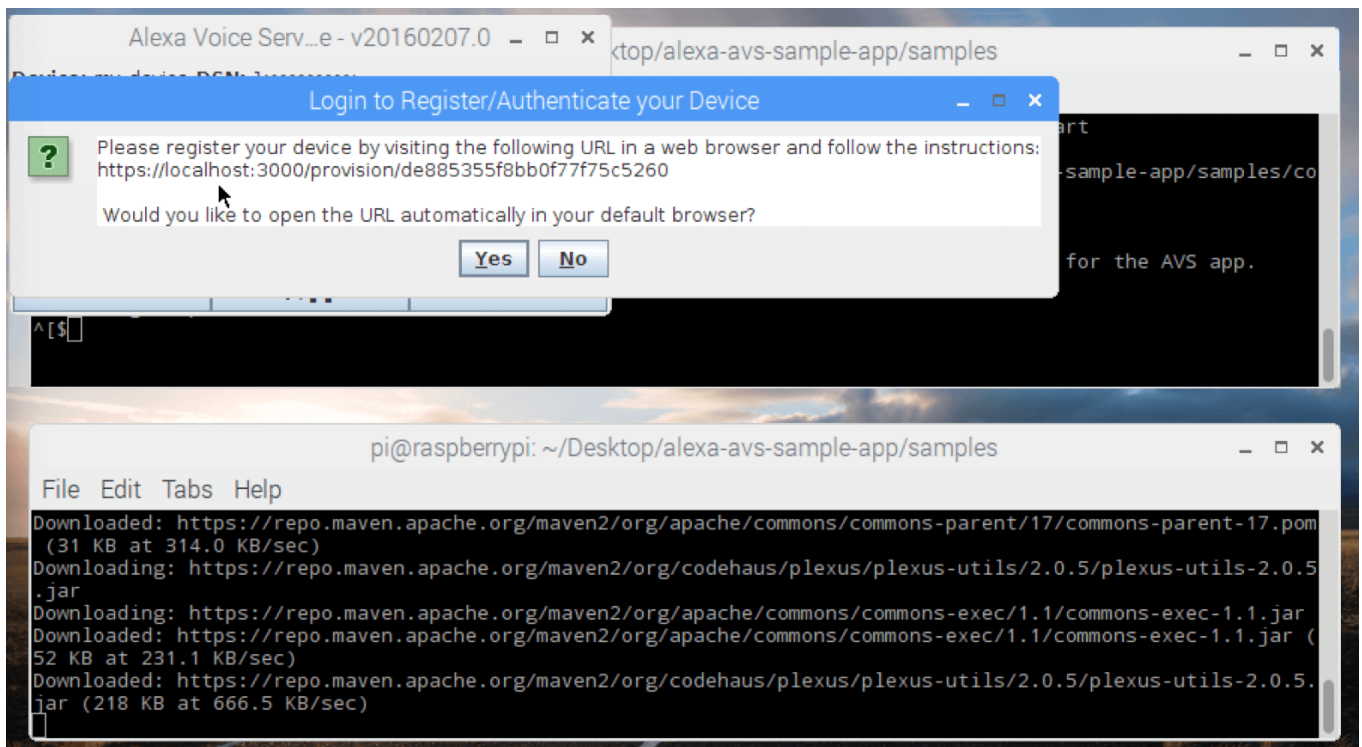 Alexa Voice Serv...e - v20160207.0
ktop/alexa-avs-sample-app/samples
Login to Register/Authenticate your Device
Please register your device by visiting the following URL in a web browser and follow the instructions:
https://localhost:3000/provision/de885355f8bb0f77f75c5260
Would you like to open the URL automatically in your default browser?
Yes No
art
-sample-app/samples/co
for the AVS app.
^[$
pi@raspberrypi: ~/Desktop/alexa-avs-sample-app/samples
File Edit Tabs Help
Downloaded: https://repo.maven.apache.org/maven2/org/apache/commons/commons-parent/17/commons-parent-17.pom
(31 KB at 314.0 KB/sec)
Downloading: https://repo.maven.apache.org/maven2/org/codehaus/plexus/plexus-utils/2.0.5/plexus-utils-2.0.5
.jar
Downloading: https://repo.maven.apache.org/maven2/org/apache/commons/commons-exec/1.1/commons-exec-1.1.jar
Downloaded: https://repo.maven.apache.org/maven2/org/apache/commons/commons-exec/1.1/commons-exec-1.1.jar (
52 KB at 231.1 KB/sec)
Downloaded: https://repo.maven.apache.org/maven2/org/codehaus/plexus/plexus-utils/2.0.5/plexus-utils-2.0.5.
jar (218 KB at 666.5 KB/sec)